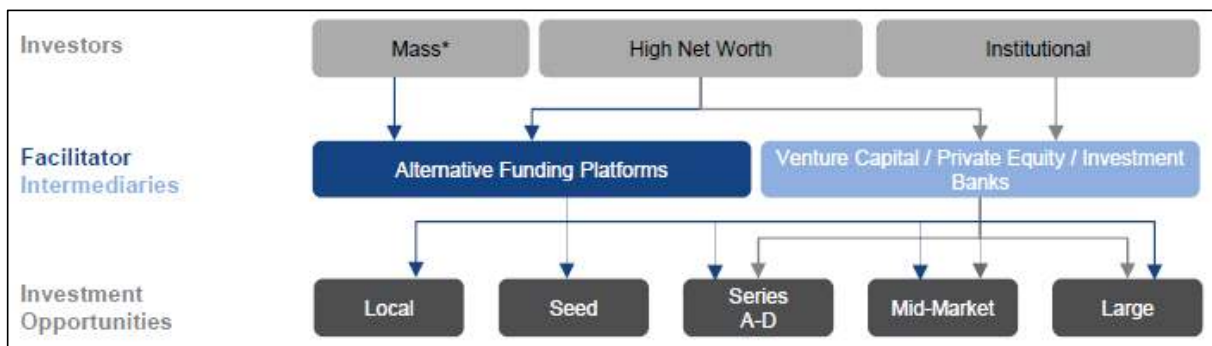 Investors
Mass*
High Net Worth
Institutional
Facilitator
Intermediaries
Alternative Funding Platforms
Venture Capital / Private Equity / Investment
Banks
Investment
Opportunities
Local
Seed
Series
A-D
Mid-Market
Large